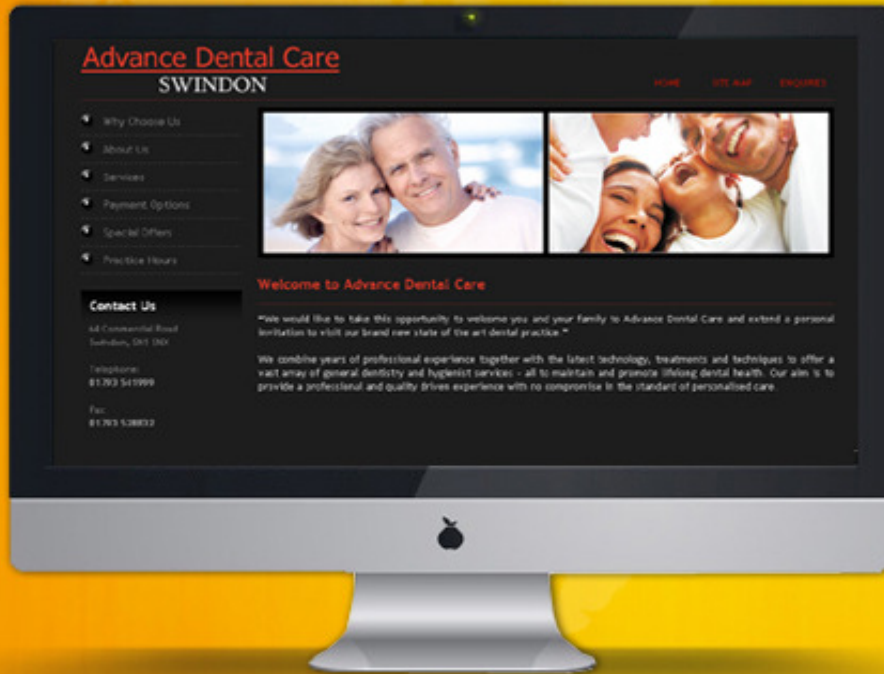 Advance Dental Care
SWINDON
HOME SITE MAP ENQUIRIES
Why Choose Us
About Us
Services
Payment Options
Special Offers
Practice Hours
Contact Us
Commercial Road
Swindon,
Telephone:
01793 541999
Fax:
01793
Welcome to Advance Dental Care
"We would like to take this opportunity to welcome you and your family to Advance Dental Care and extend a personal
invitation to visit our brand new state of the art dental practice."
We combine years of professional experience together with the latest technology, treatments and techniques to offer a
vast array of general dentistry and hygienist services - all to maintain and promote lifelong dental health. Our aim is to
provide a professional and quality driven experience with no compromise in the standard of personalised care.